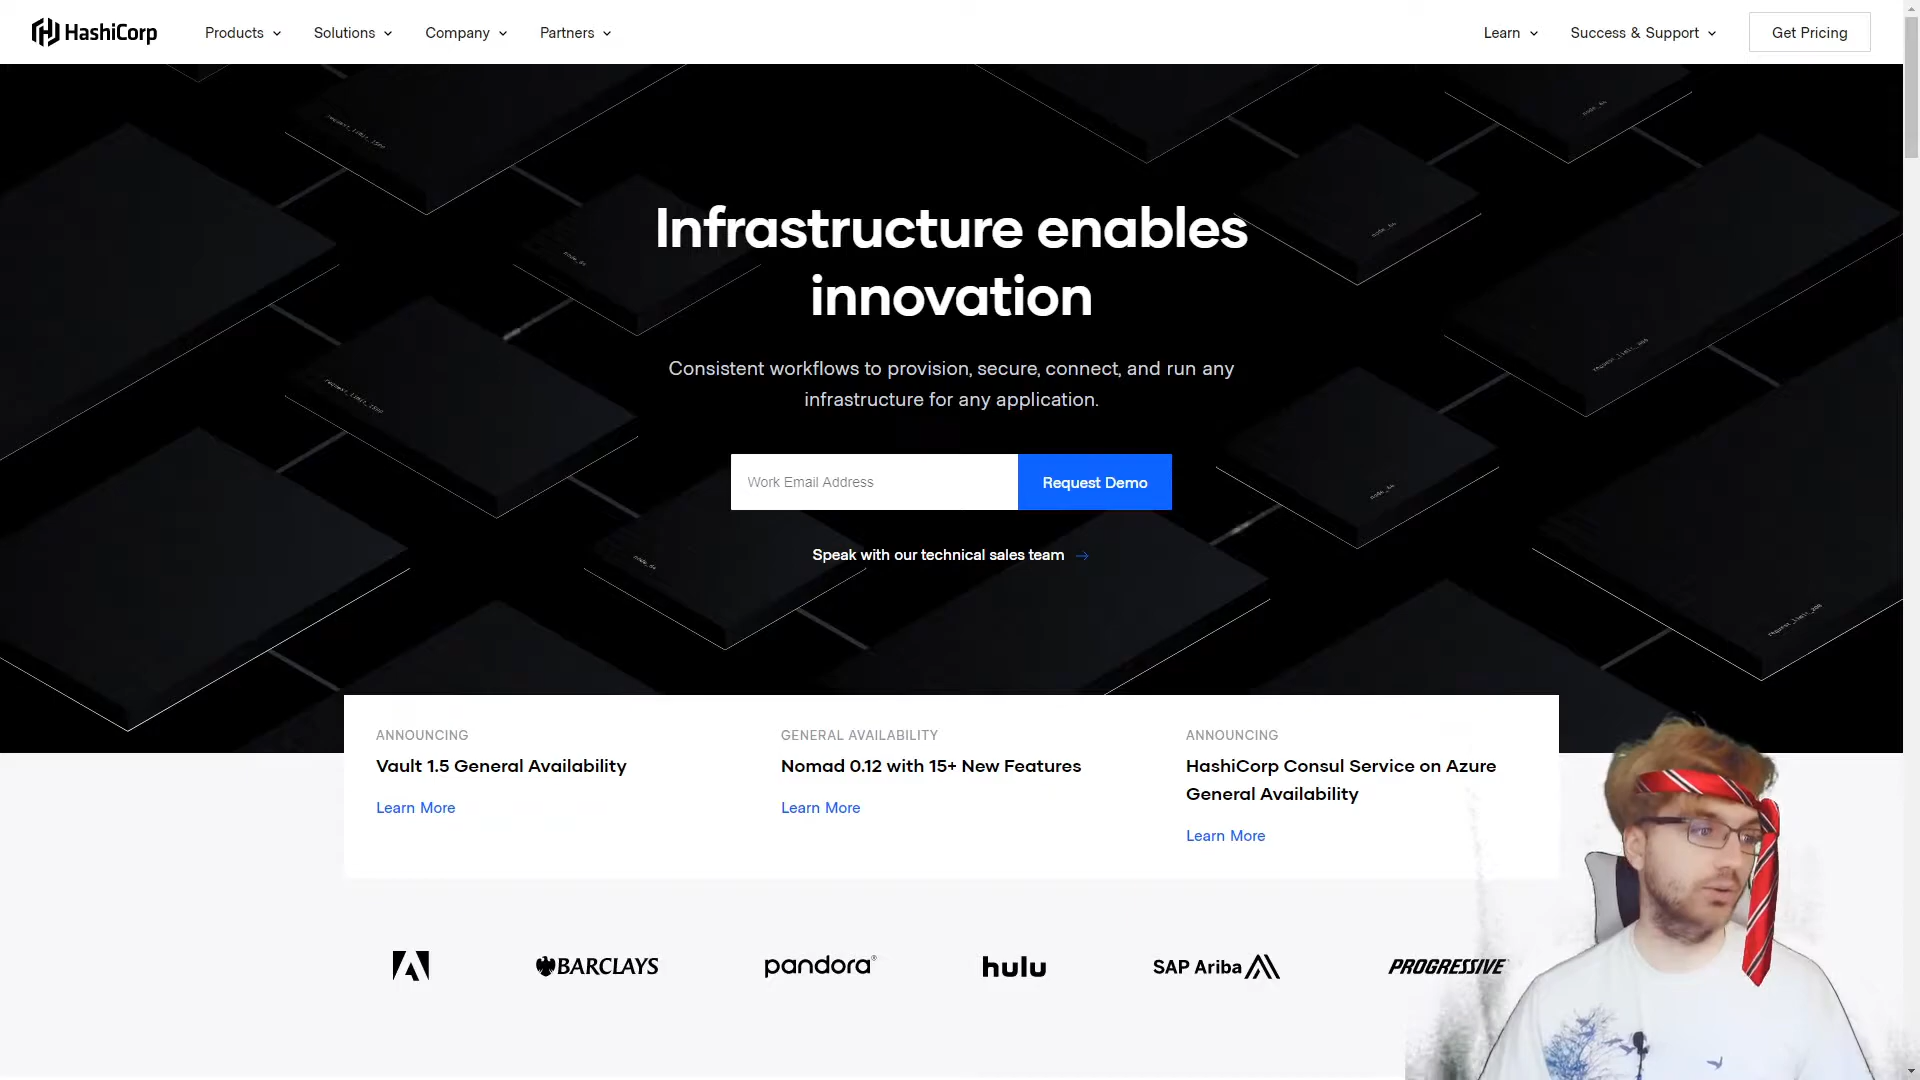 HashiCorp
Products
Solutions
Company
Partners
Learn
Success & Support
Get Pricing
Infrastructure enables
innovation
Consistent workflows to provision, secure, connect, and run any
infrastructure for any application.
Work Email Address
Request Demo
Speak with our technical sales team
ANNOUNCING
Vault 1.5 General Availability
Learn More
GENERAL AVAILABILITY
Nomad 0.12 with 15+ New Features
Learn More
ANNOUNCING
HashiCorp Consul Service on Azure
General Availability
Learn More
BARCLAYS
pandora®
hulu
SAP Ariba
PROGRESSIVE